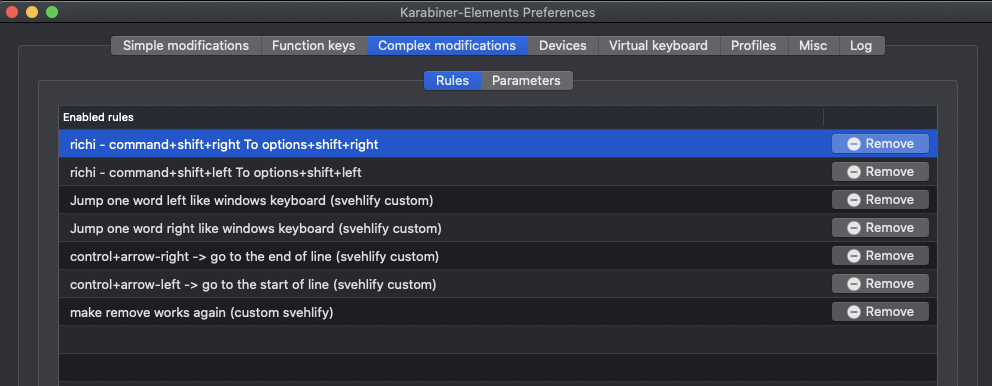 Karabiner-Elements Preferences
Simple modifications Function keys Complex modifications Devices Virtual keyboard Profiles Misc Log
Rules Parameters
Enabled rules
richi - command+shift+right To options+shift+right Remove
richi - command+shift+left To options+shift+left Remove
Jump one word left like windows keyboard (svehlify custom) Remove
Jump one word right like windows keyboard (svehlify custom) Remove
control+arrow-right -> go to the end of line (svehlify custom) Remove
control+arrow-left -> go to the start of line (svehlify custom) Remove
make remove works again (custom svehlify) Remove